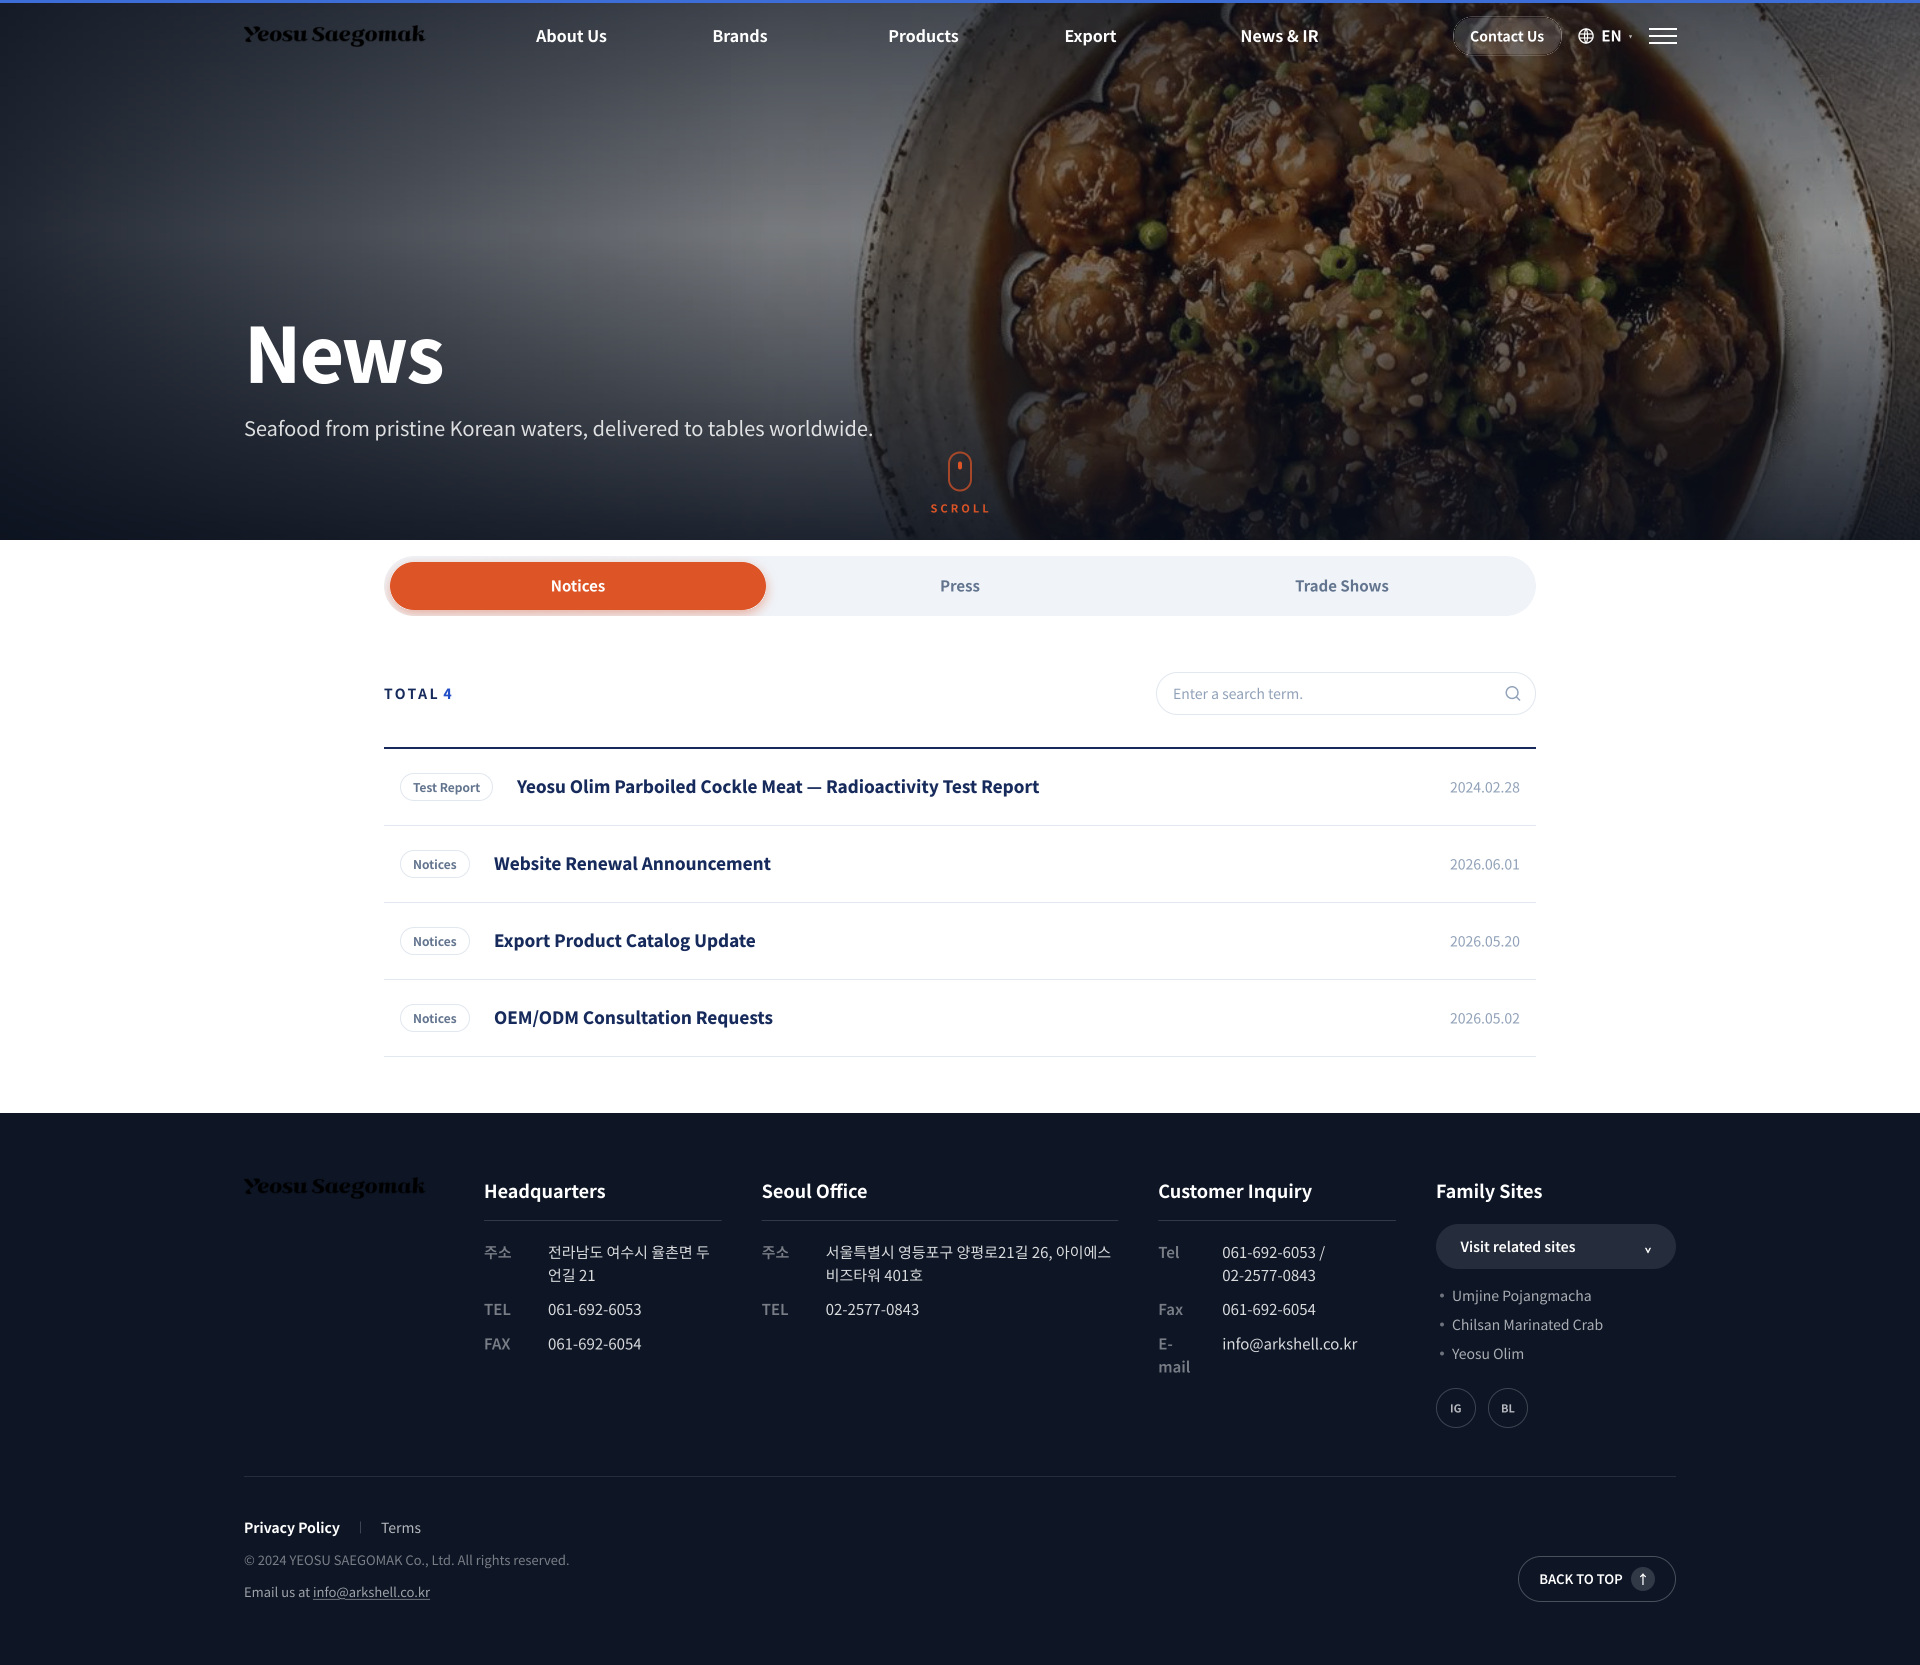 Yeosu Saegomak
About Us
Brands
Products
Export
News & IR
Contact Us
EN
News
Seafood from pristine Korean waters, delivered to tables worldwide.
SCROLL
Notices
Press
Trade Shows
TOTAL 4
Enter a search term.
Test Report
Yeosu Olim Parboiled Cockle Meat — Radioactivity Test Report
2024.02.28
Notices
Website Renewal Announcement
2026.06.01
Notices
Export Product Catalog Update
2026.05.20
Notices
OEM/ODM Consultation Requests
2026.05.02
Yeosu Saegomak
Headquarters
주소
전라남도 여수시 율촌면 두
언길 21
TEL
061-692-6053
FAX
061-692-6054
Seoul Office
주소
서울특별시 영등포구 양평로21길 26, 아이에스
비즈타워 401호
TEL
02-2577-0843
Customer Inquiry
Tel
061-692-6053 /
02-2577-0843
Fax
061-692-6054
E-
mail
info@arkshell.co.kr
Family Sites
Visit related sites
• Umjine Pojangmacha
• Chilsan Marinated Crab
• Yeosu Olim
IG
BL
Privacy Policy
Terms
© 2024 YEOSU SAEGOMAK Co., Ltd. All rights reserved.
Email us at info@arkshell.co.kr
BACK TO TOP ↑